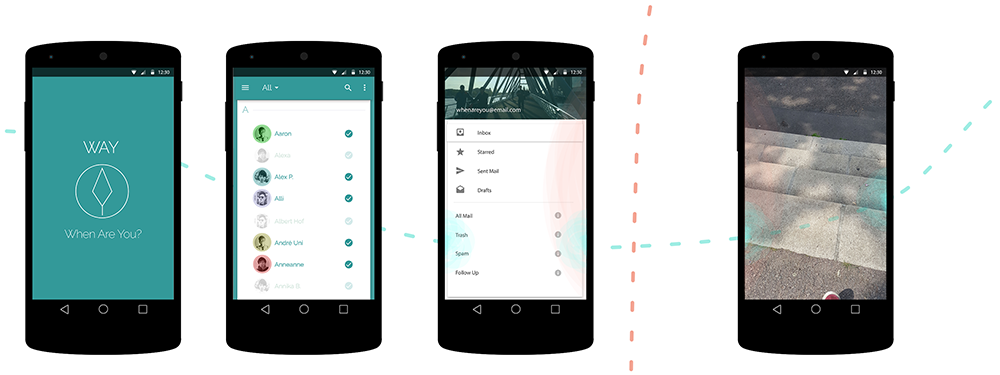 12:30
WAY
When Are You?
12:30
All
A
Aaron
Alexa
Alex P.
Alli
Albert Hof
André Uni
Anneanne
Annika B
12:30
whenareyou@email.com
Inbox
Starred
Sent Mail
Drafts
All Mail
Trash
Spam
Follow Up
12:30